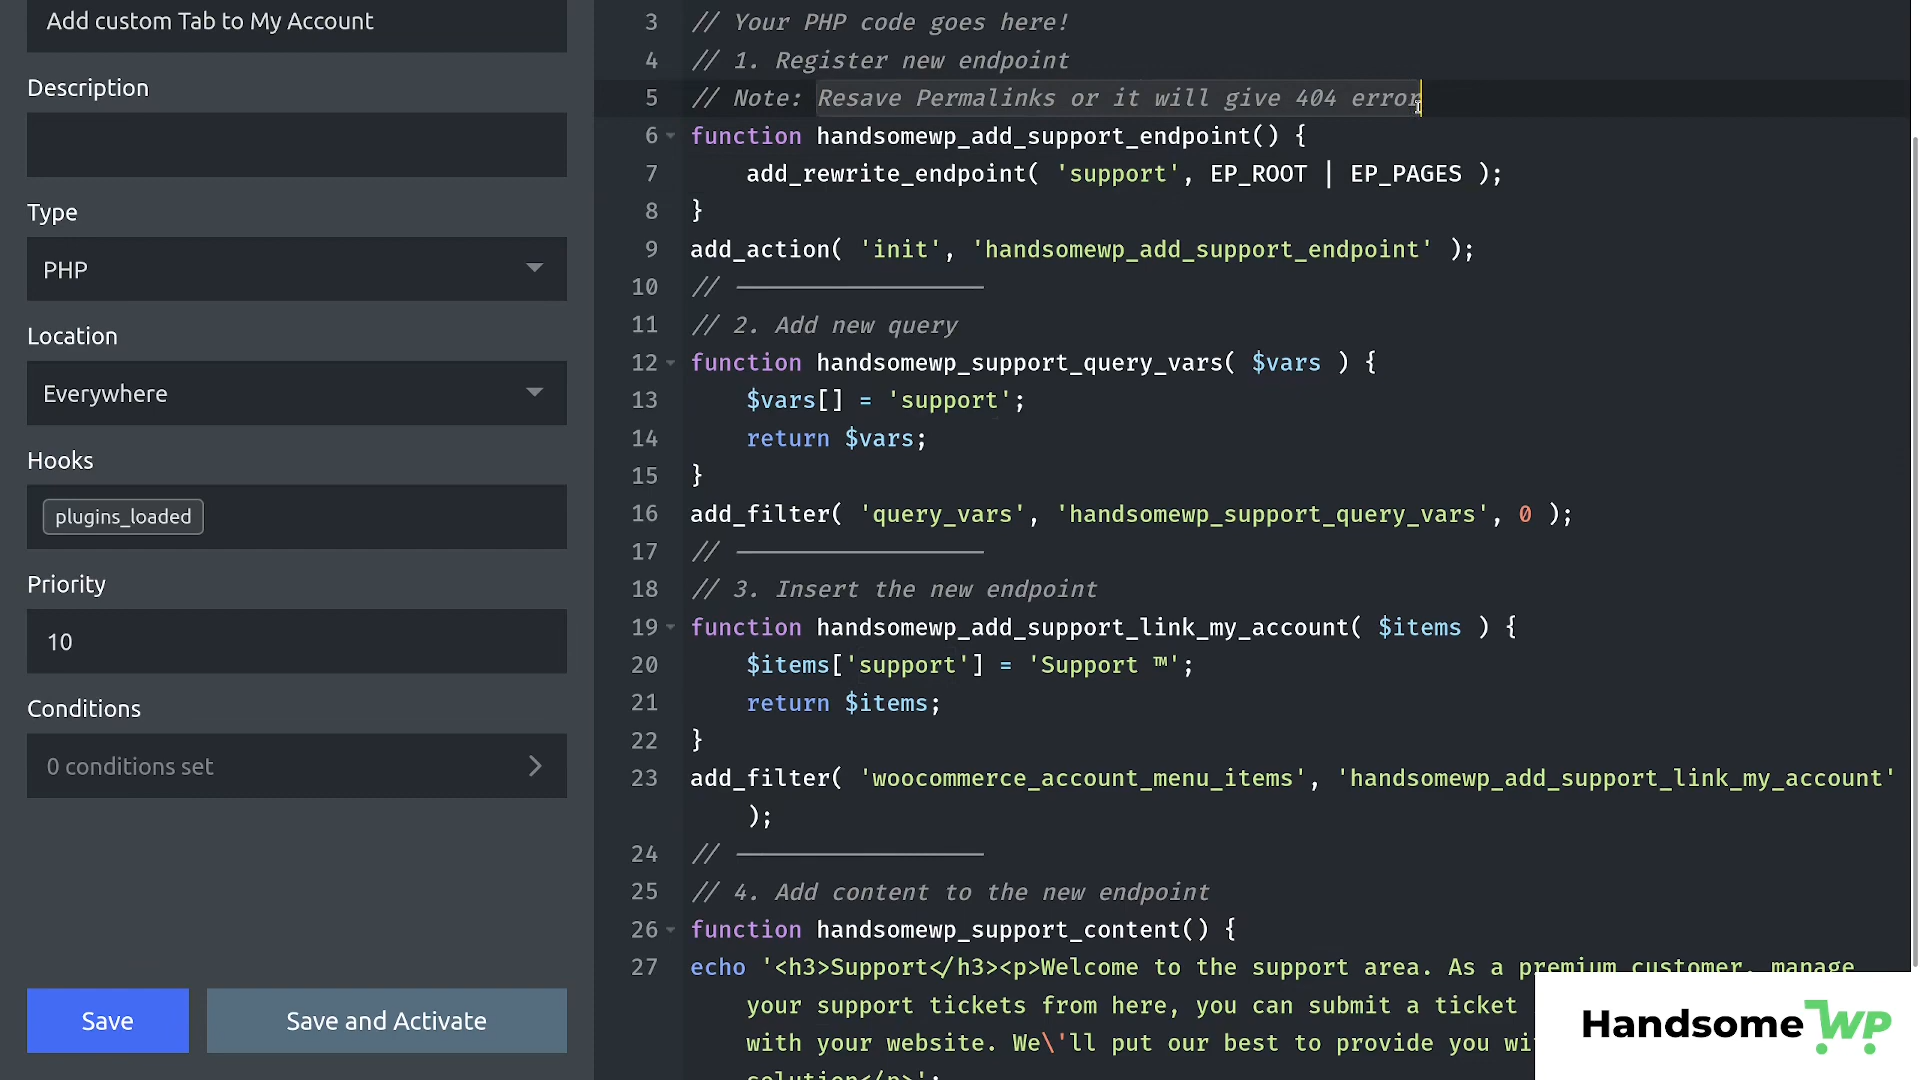 Add custom Tab to My Account
Description
Type
PHP
Location
Everywhere
Hooks
plugins_loaded
Priority
10
Conditions
0 conditions set
Save
Save and Activate
3 // Your PHP code goes here!
4 // 1. Register new endpoint
5 // Note: Resave Permalinks or it will give 404 error
6 function handsomewp_add_support_endpoint() {
7 add_rewrite_endpoint( 'support', EP_ROOT | EP_PAGES );
8 }
9 add_action( 'init', 'handsomewp_add_support_endpoint' );
10 // ------------------
11 // 2. Add new query
12 function handsomewp_support_query_vars( $vars ) {
13 $vars[] = 'support';
14 return $vars;
15 }
16 add_filter( 'query_vars', 'handsomewp_support_query_vars', 0 );
17 // ------------------
18 // 3. Insert the new endpoint
19 function handsomewp_add_support_link_my_account( $items ) {
20 $items['support'] = 'Support ™';
21 return $items;
22 }
23 add_filter( 'woocommerce_account_menu_items', 'handsomewp_add_support_link_my_account'
);
24 // ------------------
25 // 4. Add content to the new endpoint
26 function handsomewp_support_content() {
27 echo '<h3>Support</h3><p>Welcome to the support area. As a premium customer, manage
your support tickets from here, you can submit a ticket
with your website. We\'ll put our best to provide you
solution</p>';
HandsomeWP